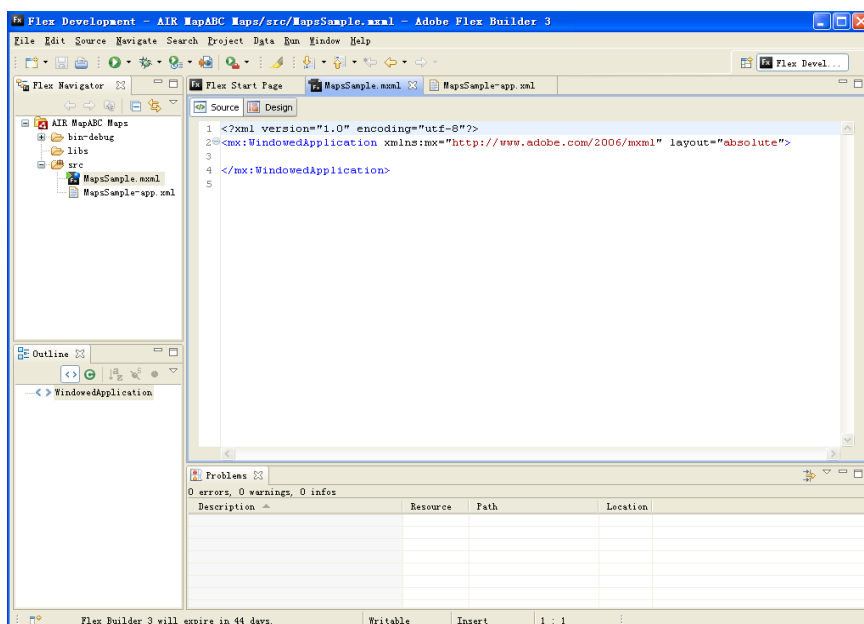 Flex Development - AIR MapABC Maps/src/MapsSample.mxml - Adobe Flex Builder 3
File Edit Source Navigate Search Project Data Run Window Help
Flex Devel...
Flex Navigator
AIR MapABC Maps
bin-debug
libs
src
MapsSample.mxml
MapsSample-app.xml
Flex Start Page MapsSample.mxml MapsSample-app.xml
Source Design
1 <?xml version="1.0" encoding="utf-8"?>
2 <mx:WindowedApplication xmlns:mx="http://www.adobe.com/2006/mxml" layout="absolute">
3
4 </mx:WindowedApplication>
5
Outline
WindowedApplication
Problems
0 errors, 0 warnings, 0 infos
Description Resource Path Location
Flex Builder 3 will expire in 44 days. Writable Insert 1 : 1